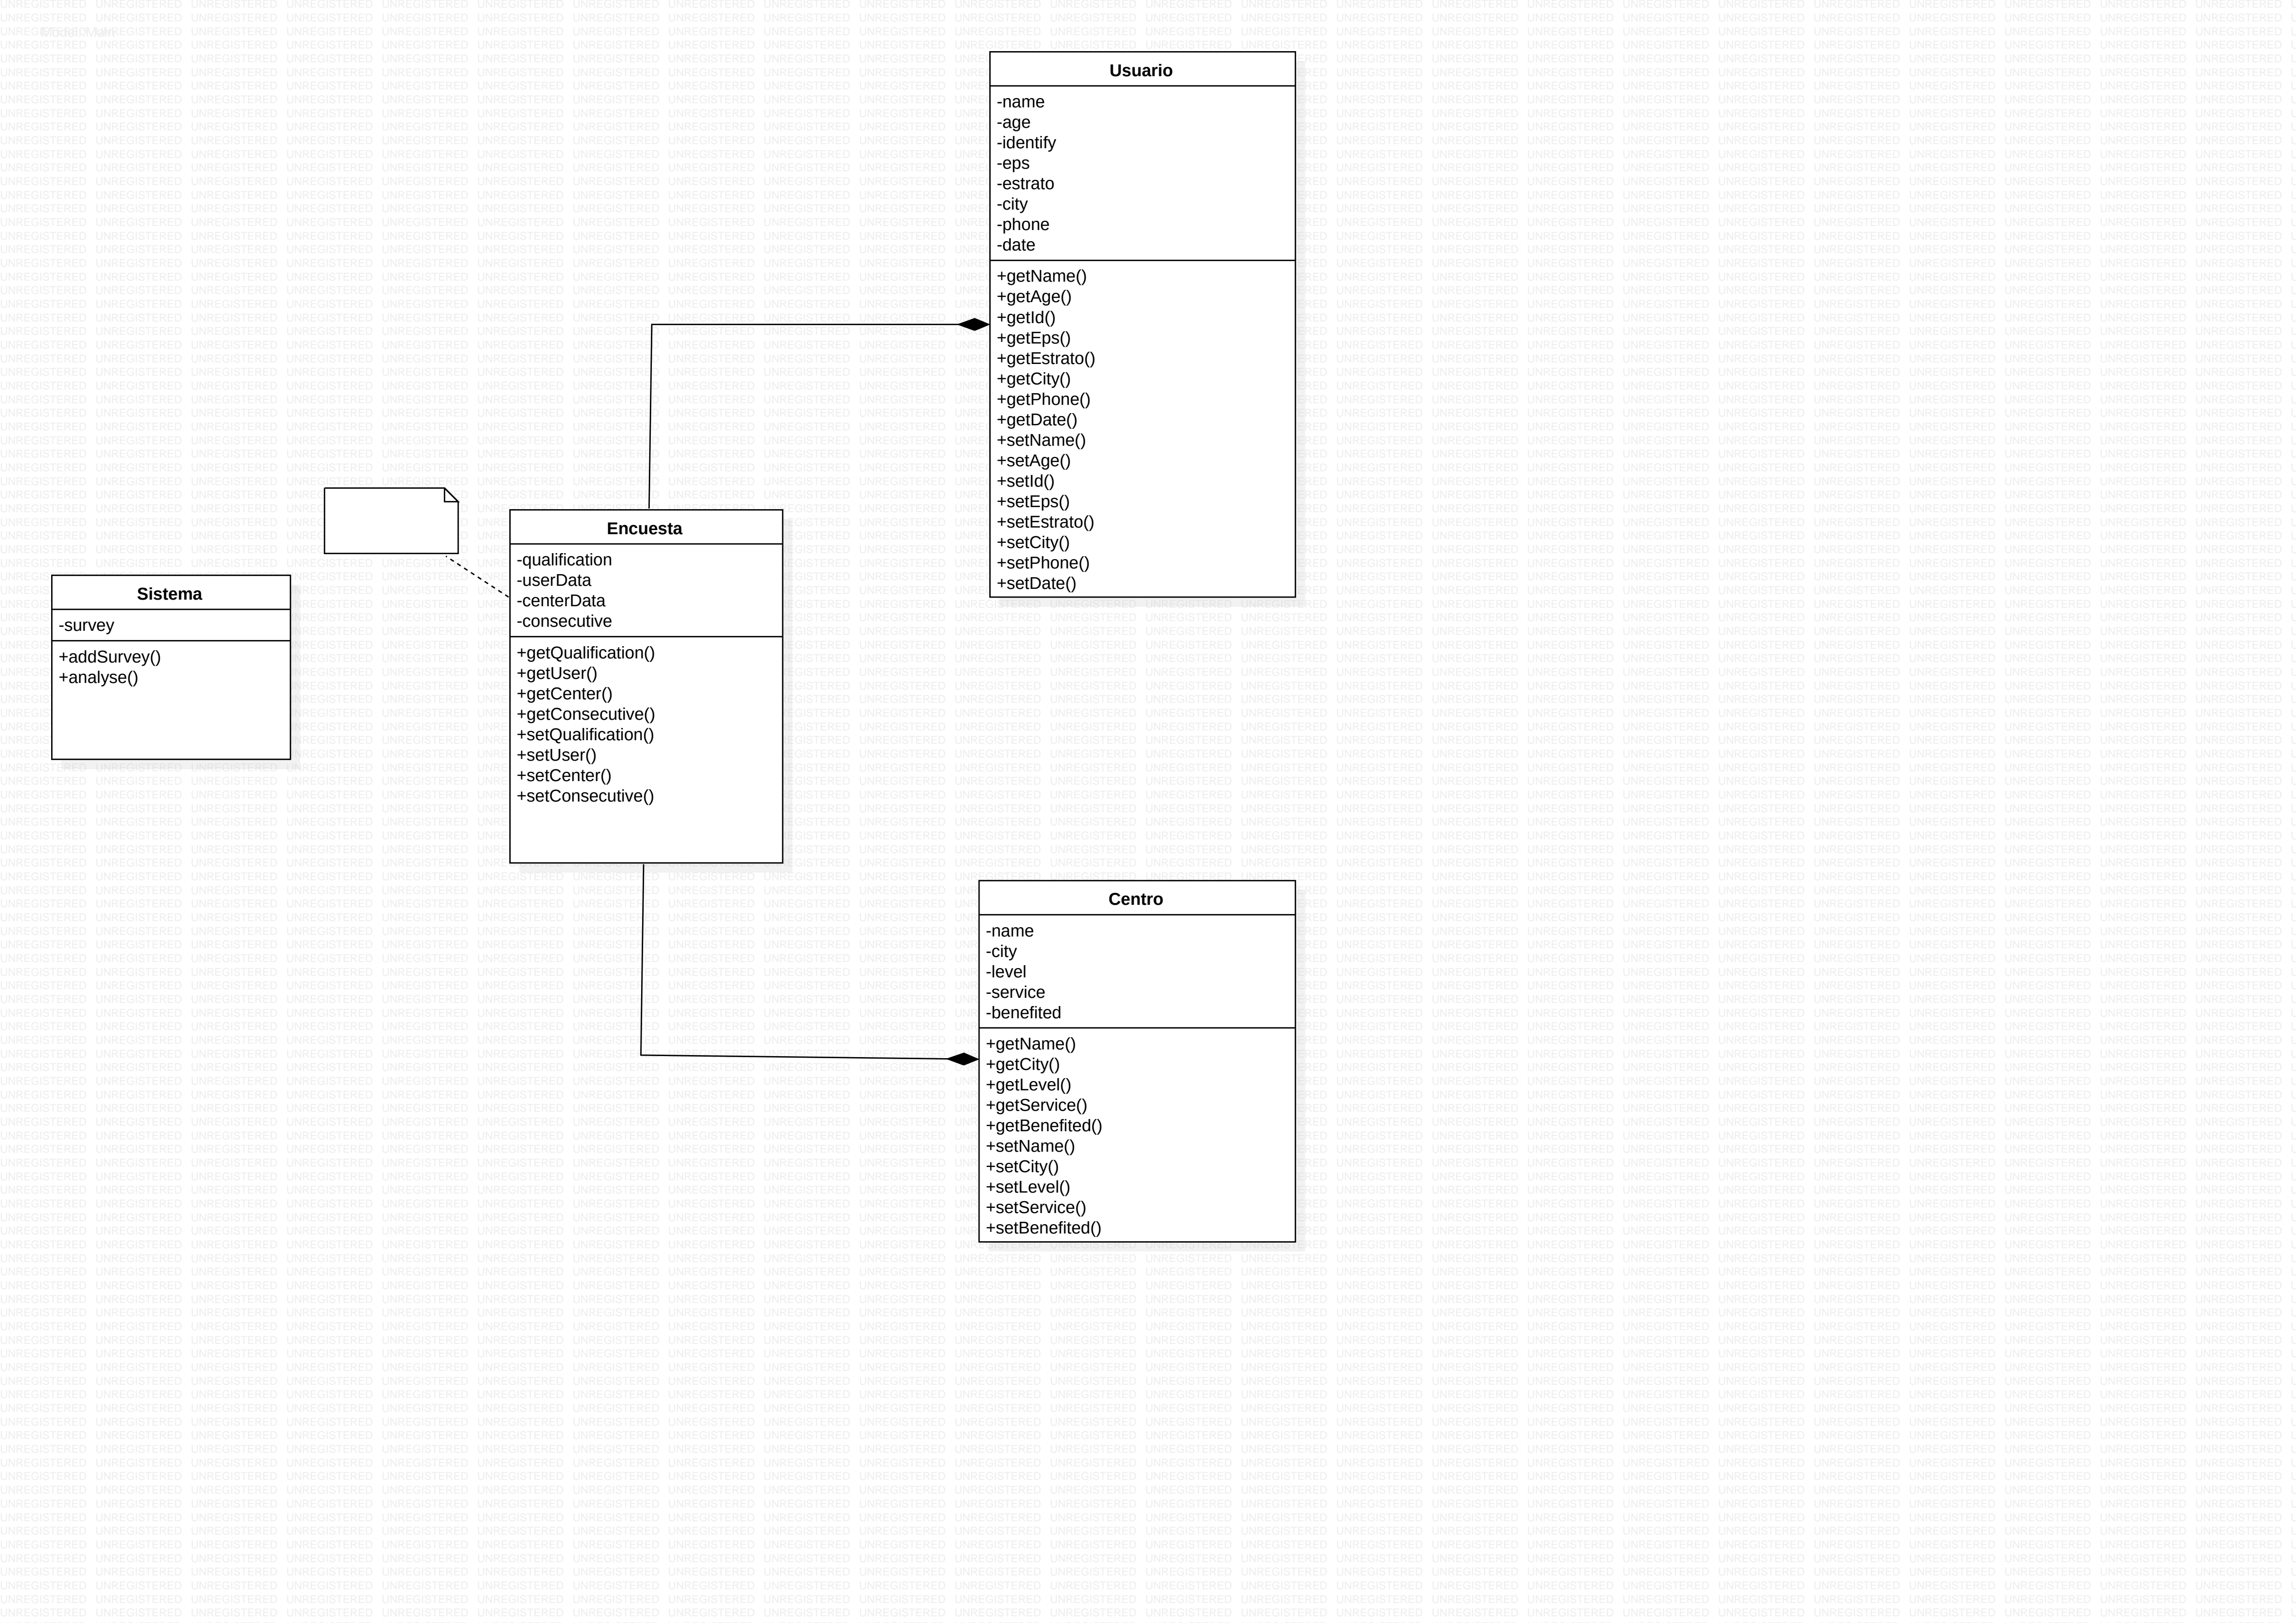 Usuario
-name
-age
-identify
-eps
-estrato
-city
-phone
-date
+getName()
+getAge()
+getId()
+getEps()
+getEstrato()
+getCity()
+getPhone()
+getDate()
+setName()
+setAge()
+setId()
+setEps()
+setEstrato()
+setCity()
+setPhone()
+setDate()
Encuesta
-qualification
-userData
-centerData
-consecutive
+getQualification()
+getUser()
+getCenter()
+getConsecutive()
+setQualification()
+setUser()
+setCenter()
+setConsecutive()
Sistema
-survey
+addSurvey()
+analyse()
Centro
-name
-city
-level
-service
-benefited
+getName()
+getCity()
+getLevel()
+getService()
+getBenefited()
+setName()
+setCity()
+setLevel()
+setService()
+setBenefited()
UNREGISTERED